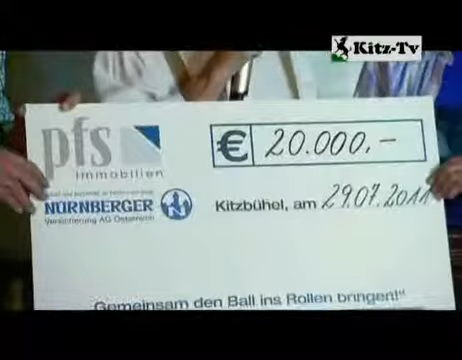 Kitz-Tv
pfs
immobilien
€ 20.000,-
NÜRNBERGER
Versicherung AG Österreich
Kitzbühel, am 29.07.2011
"Gemeinsam den Ball ins Rollen bringen!"